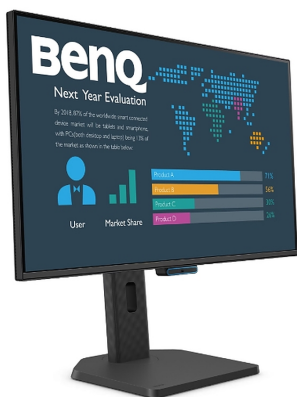 BenQ
Next Year Evaluation
By 2018, 87% of the worldwide smart connected
device market will be tablets and smartphone,
with PCs(both desktop and laptop) being 13% of
the market as shown in the table below:
Product A 71%
Product B 56%
Product C
Product D
User Market Share